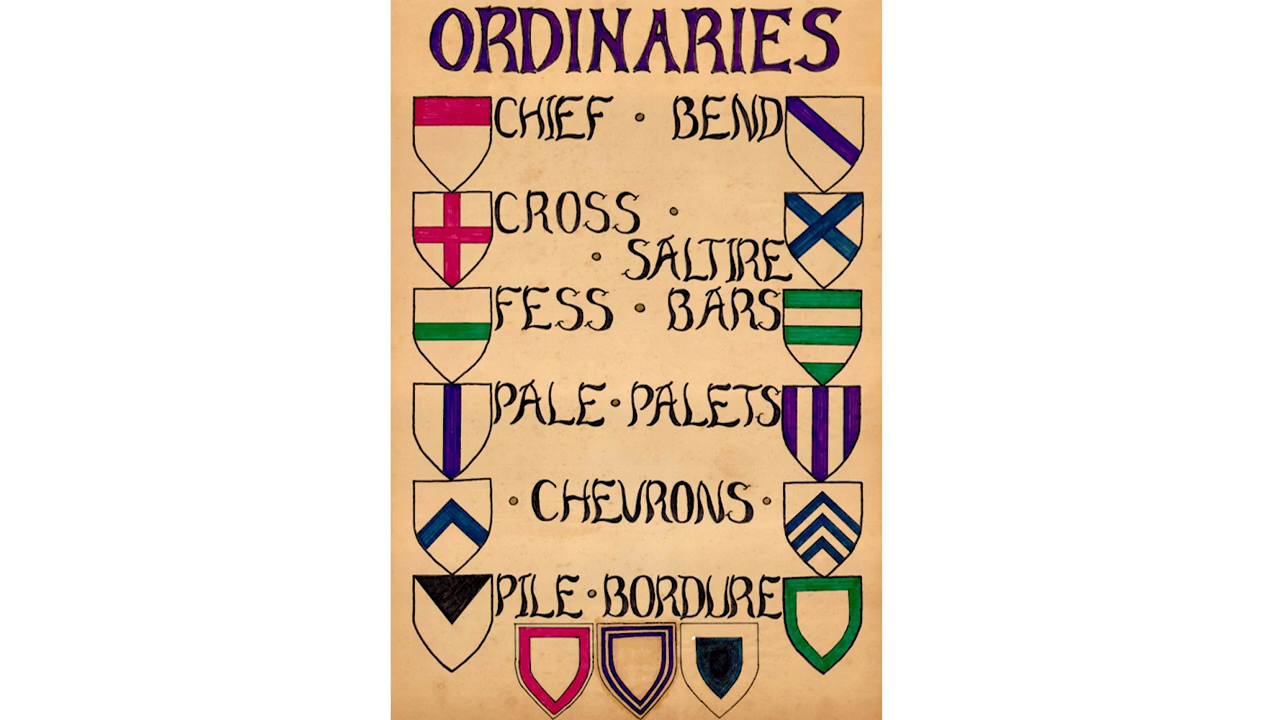 ORDINARIES
CHIEF · BEND
CROSS ·
· SALTIRE
FESS · BARS
PALE · PALETS
· CHEVRONS ·
PILE · BORDURE